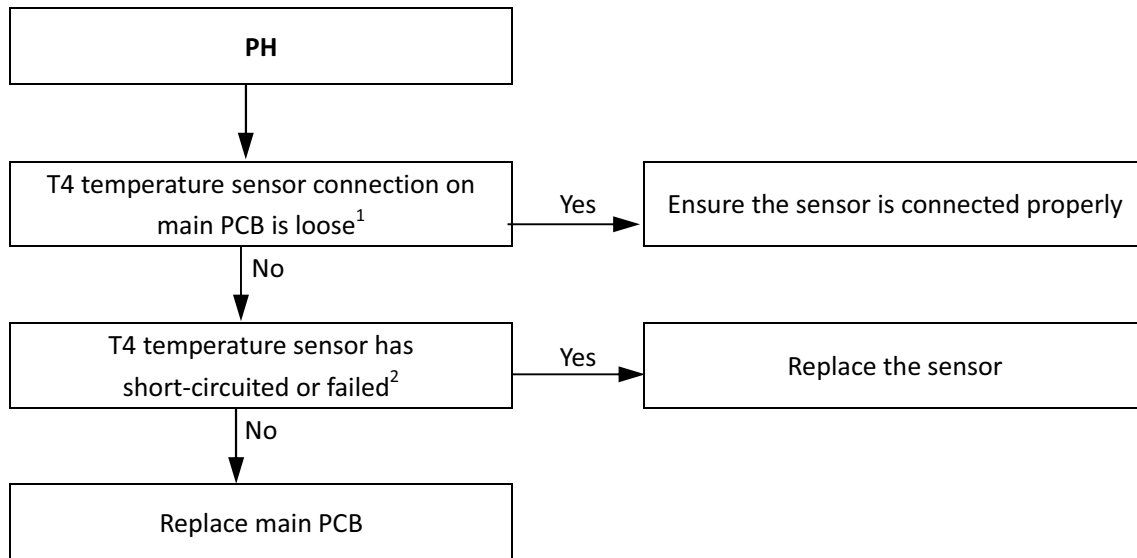 PH
T4 temperature sensor connection on
main PCB is loose¹
Yes
Ensure the sensor is connected properly
No
T4 temperature sensor has
short-circuited or failed²
Yes
Replace the sensor
No
Replace main PCB